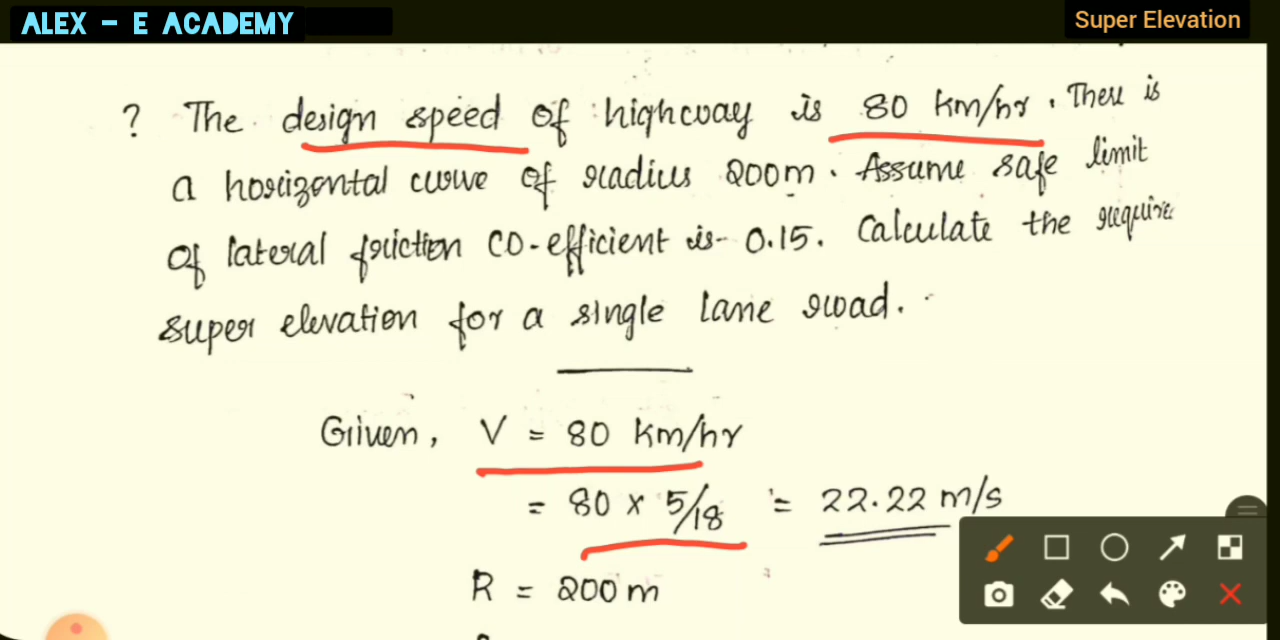 ALEX - E ACADEMY
Super Elevation
? The design speed of highway is 80 km/hr. There is
a horizontal curve of radius 200m. Assume safe limit
of lateral friction co-efficient is 0.15. Calculate the require
super elevation for a single lane road.
Given, V = 80 km/hr
= 80 x 5/18 = 22.22 m/s
R = 200 m